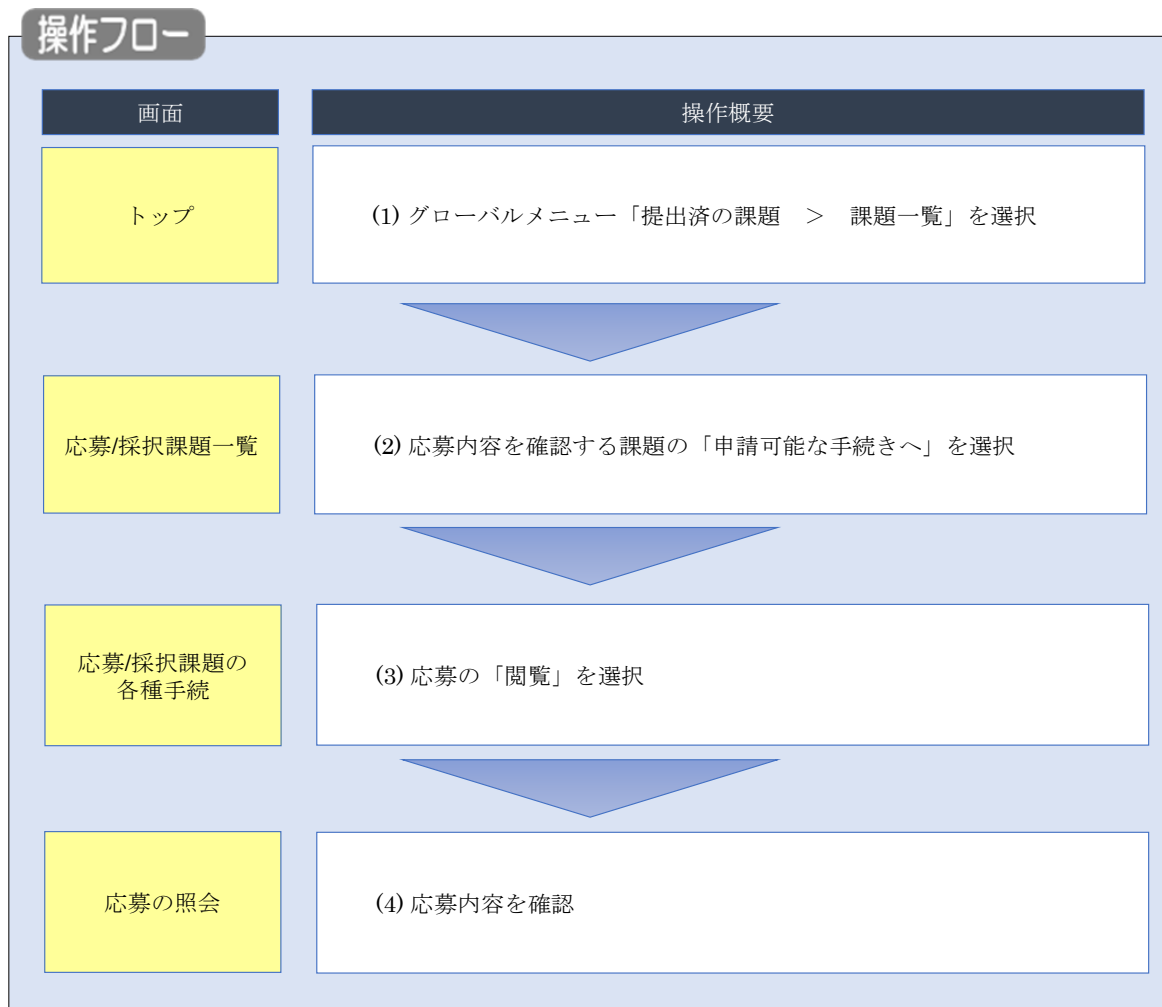 操作フロー
画面
操作概要
トップ
(1) グローバルメニュー「提出済の課題　＞　課題一覧」を選択
応募/採択課題一覧
(2) 応募内容を確認する課題の「申請可能な手続きへ」を選択
応募/採択課題の
各種手続
(3) 応募の「閲覧」を選択
応募の照会
(4) 応募内容を確認